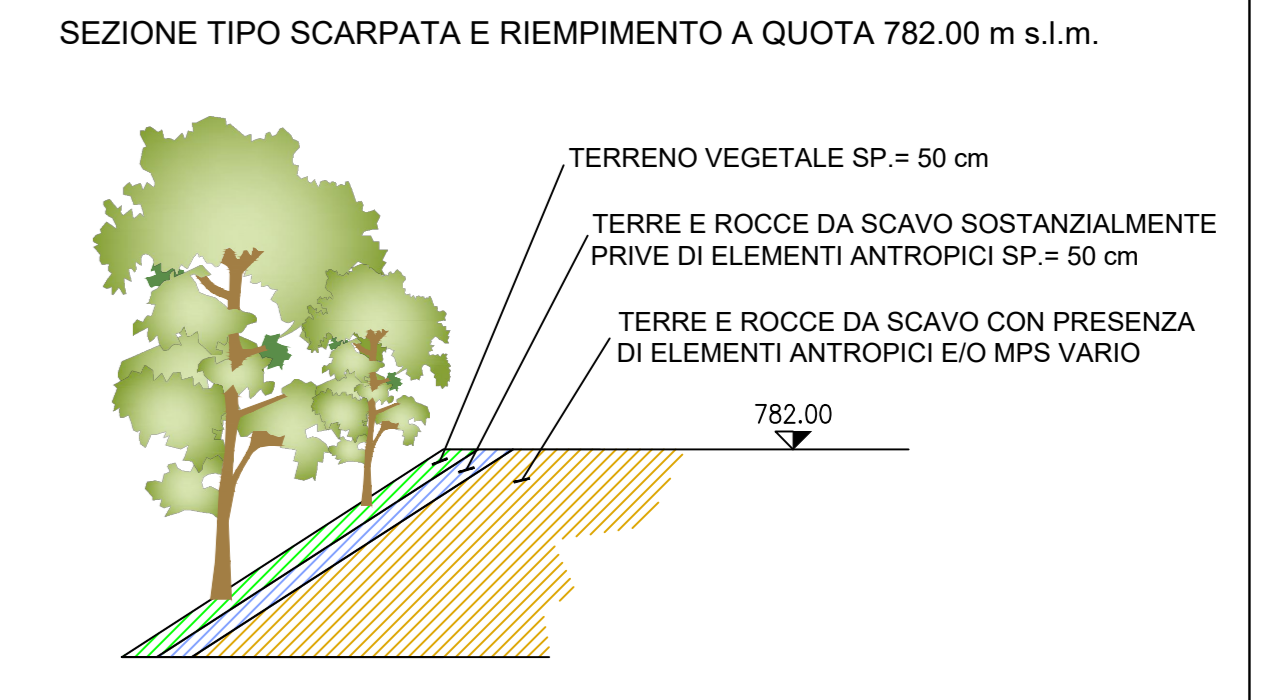 SEZIONE TIPO SCARPATA E RIEMPIMENTO A QUOTA 782.00 m s.l.m.
TERRENO VEGETALE SP.= 50 cm
TERRE E ROCCE DA SCAVO SOSTANZIALMENTE
PRIVE DI ELEMENTI ANTROPICI SP.= 50 cm
TERRE E ROCCE DA SCAVO CON PRESENZA
DI ELEMENTI ANTROPICI E/O MPS VARIO
782.00